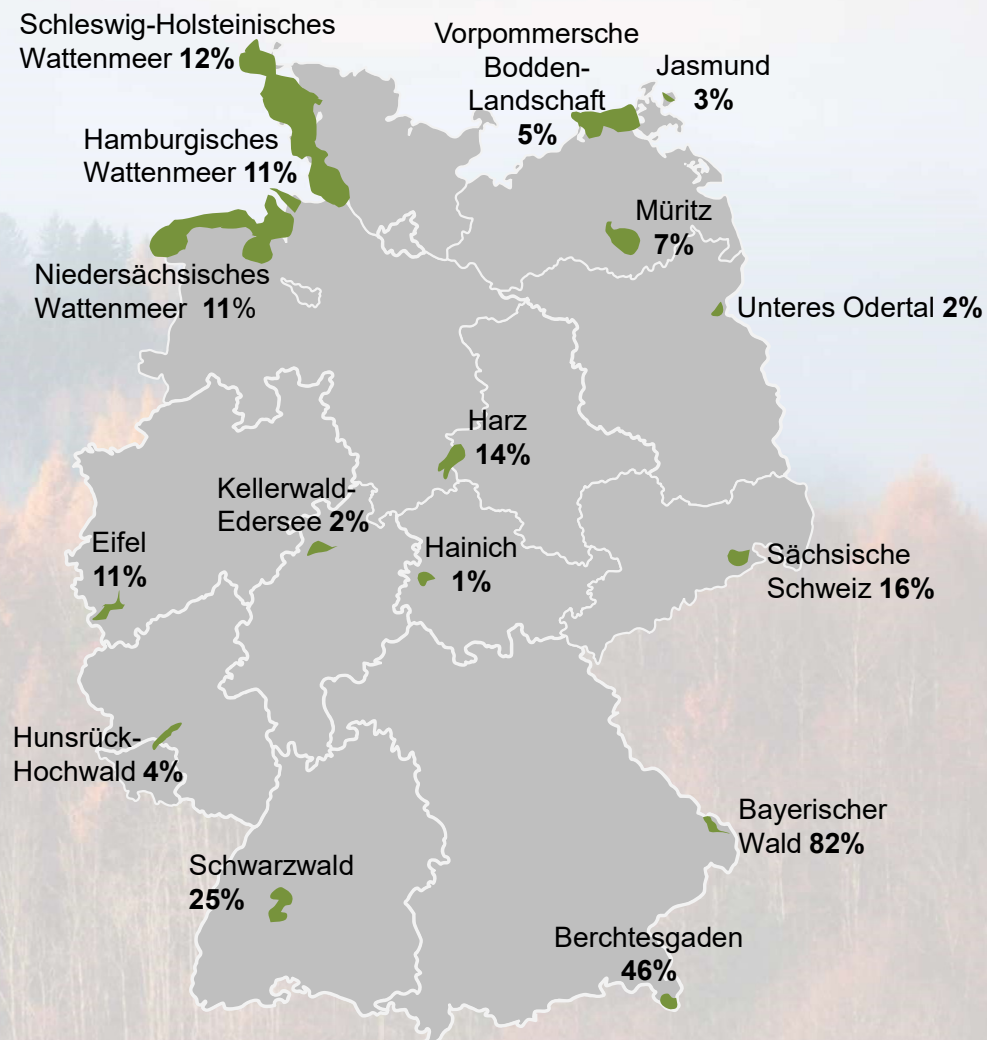 Schleswig-Holsteinisches
Wattenmeer 12%
Vorpommersche
Bodden-
Landschaft
5%
Jasmund
3%
Hamburgisches
Wattenmeer 11%
Müritz
7%
Niedersächsisches
Wattenmeer 11%
Unteres Odertal 2%
Harz
14%
Kellerwald-
Edersee 2%
Eifel
11%
Hainich
1%
Sächsische
Schweiz 16%
Hunsrück-
Hochwald 4%
Bayerischer
Wald 82%
Schwarzwald
25%
Berchtesgaden
46%